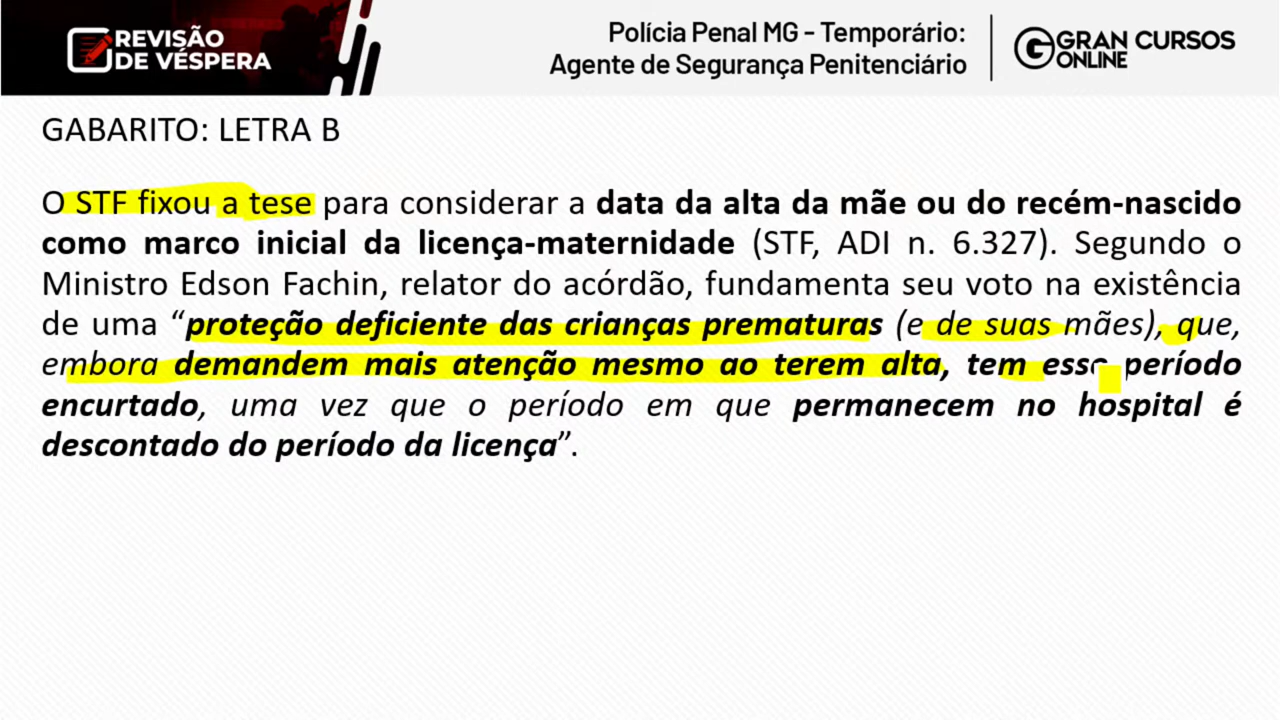 REVISÃO
DE VÉSPERA
Polícia Penal MG - Temporário:
Agente de Segurança Penitenciário
GRAN CURSOS
ONLINE
GABARITO: LETRA B
O STF fixou a tese para considerar a data da alta da mãe ou do recém-nascido
como marco inicial da licença-maternidade (STF, ADI n. 6.327). Segundo o
Ministro Edson Fachin, relator do acórdão, fundamenta seu voto na existência
de uma “proteção deficiente das crianças prematuras (e de suas mães), que,
embora demandem mais atenção mesmo ao terem alta, tem esse período
encurtado, uma vez que o período em que permanecem no hospital é
descontado do período da licença”.